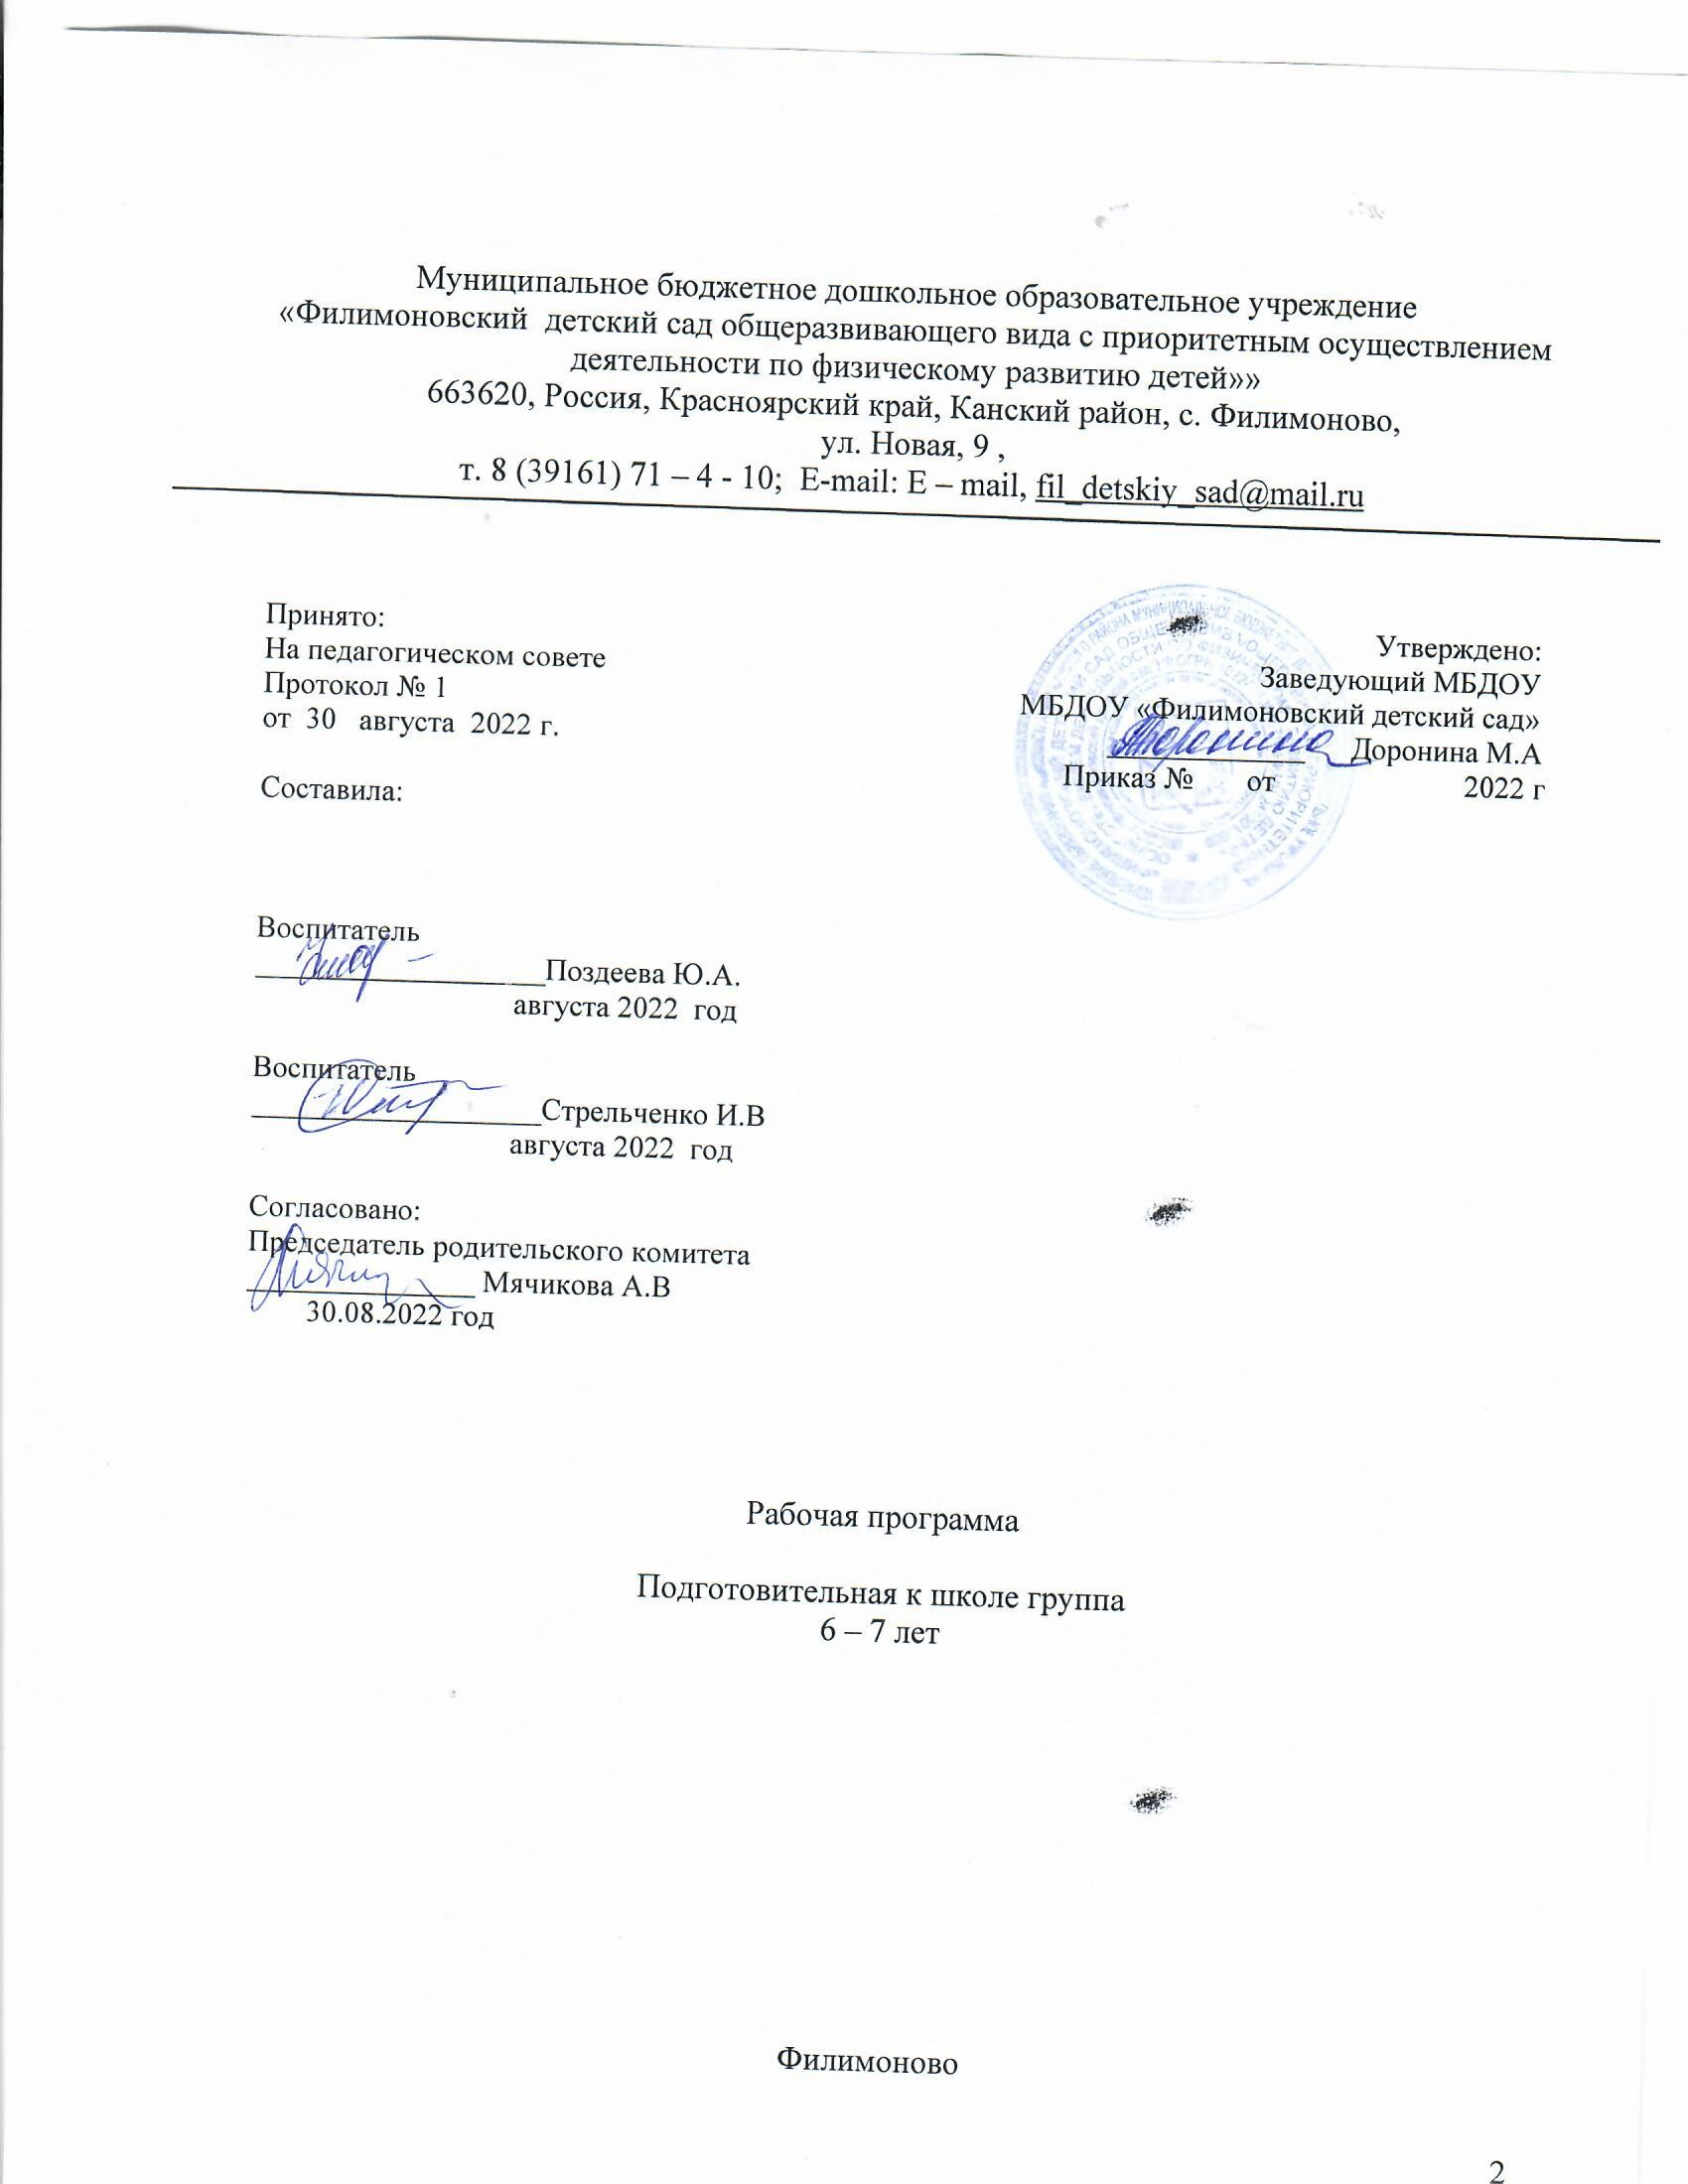 Муниципальное бюджетное дошкольное образовательное учреждение
«Филимоновский детский сад общеразвивающего вида с приоритетным осуществлением
деятельности по физическому развитию детей»»
663620, Россия, Красноярский край, Канский район, с. Филимоново,
ул. Новая, 9 ,
т. 8 (39161) 71 – 4 - 10; E-mail: E – mail, fil_detskiy_sad@mail.ru
Принято:
На педагогическом совете
Протокол № 1
от 30 августа 2022 г.
Составила:
Утверждено:
Заведующий МБДОУ
МБДОУ «Филимоновский детский сад»
Доронина М.А
Приказ № от 2022 г
Воспитатель
Поздеева Ю.А.
августа 2022 год
Воспитатель
Стрельченко И.В
августа 2022 год
Согласовано:
Председатель родительского комитета
Мячикова А.В
30.08.2022 год
Рабочая программа
Подготовительная к школе группа
6 – 7 лет
Филимоново
2